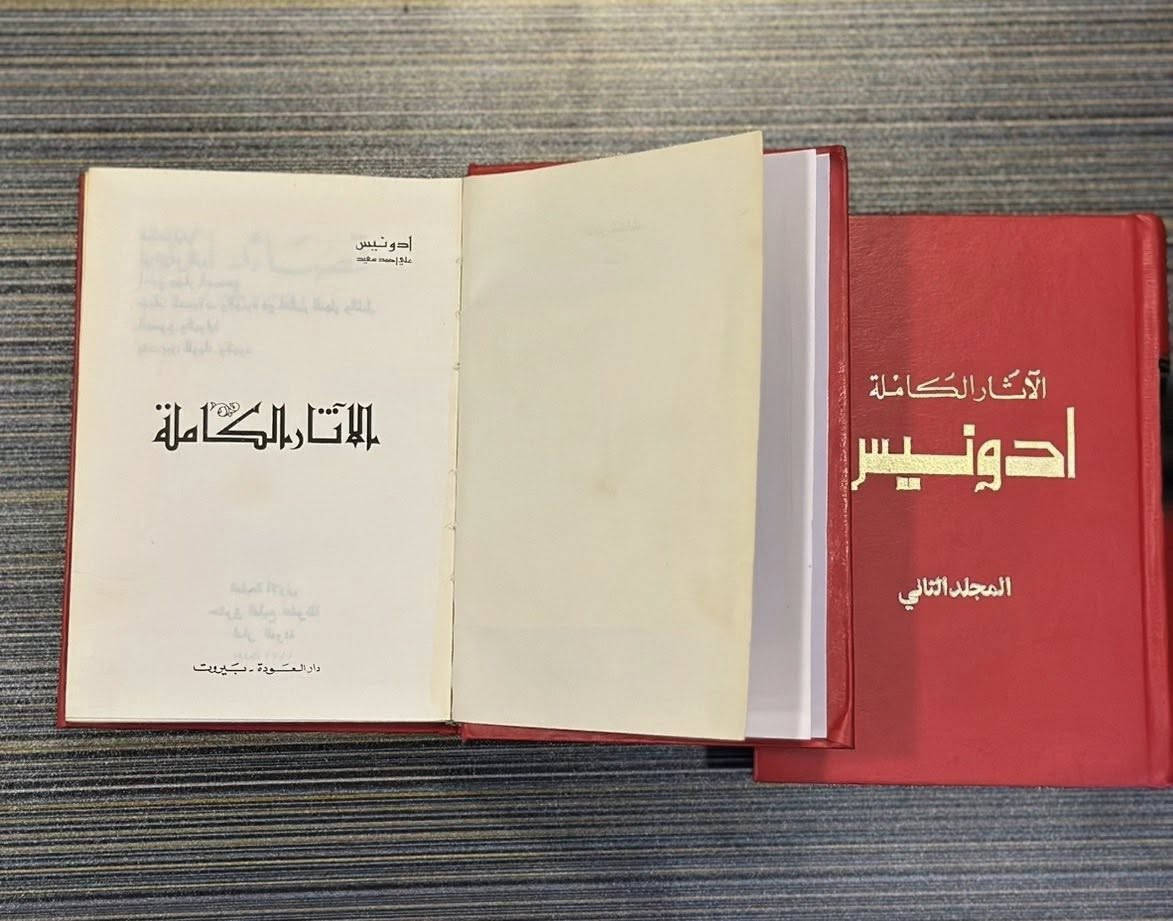 ادونيس
علي احمد سعيد
الآثار الكاملة
دار العودة - بيروت
الآثار الكاملة
ادونيس
المجلد الثاني